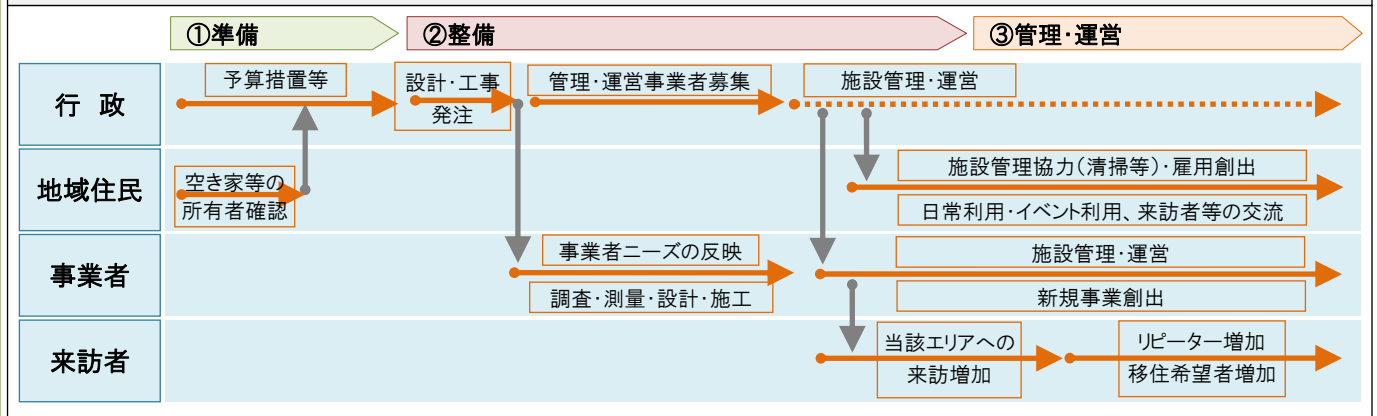 ①準備
②整備
③管理・運営
行 政
予算措置等
設計・工事
発注
管理・運営事業者募集
施設管理・運営
地域住民
空き家等の
所有者確認
施設管理協力(清掃等)・雇用創出
日常利用・イベント利用、来訪者等の交流
事業者
事業者ニーズの反映
調査・測量・設計・施工
施設管理・運営
新規事業創出
来訪者
当該エリアへの
来訪増加
リピーター増加
移住希望者増加